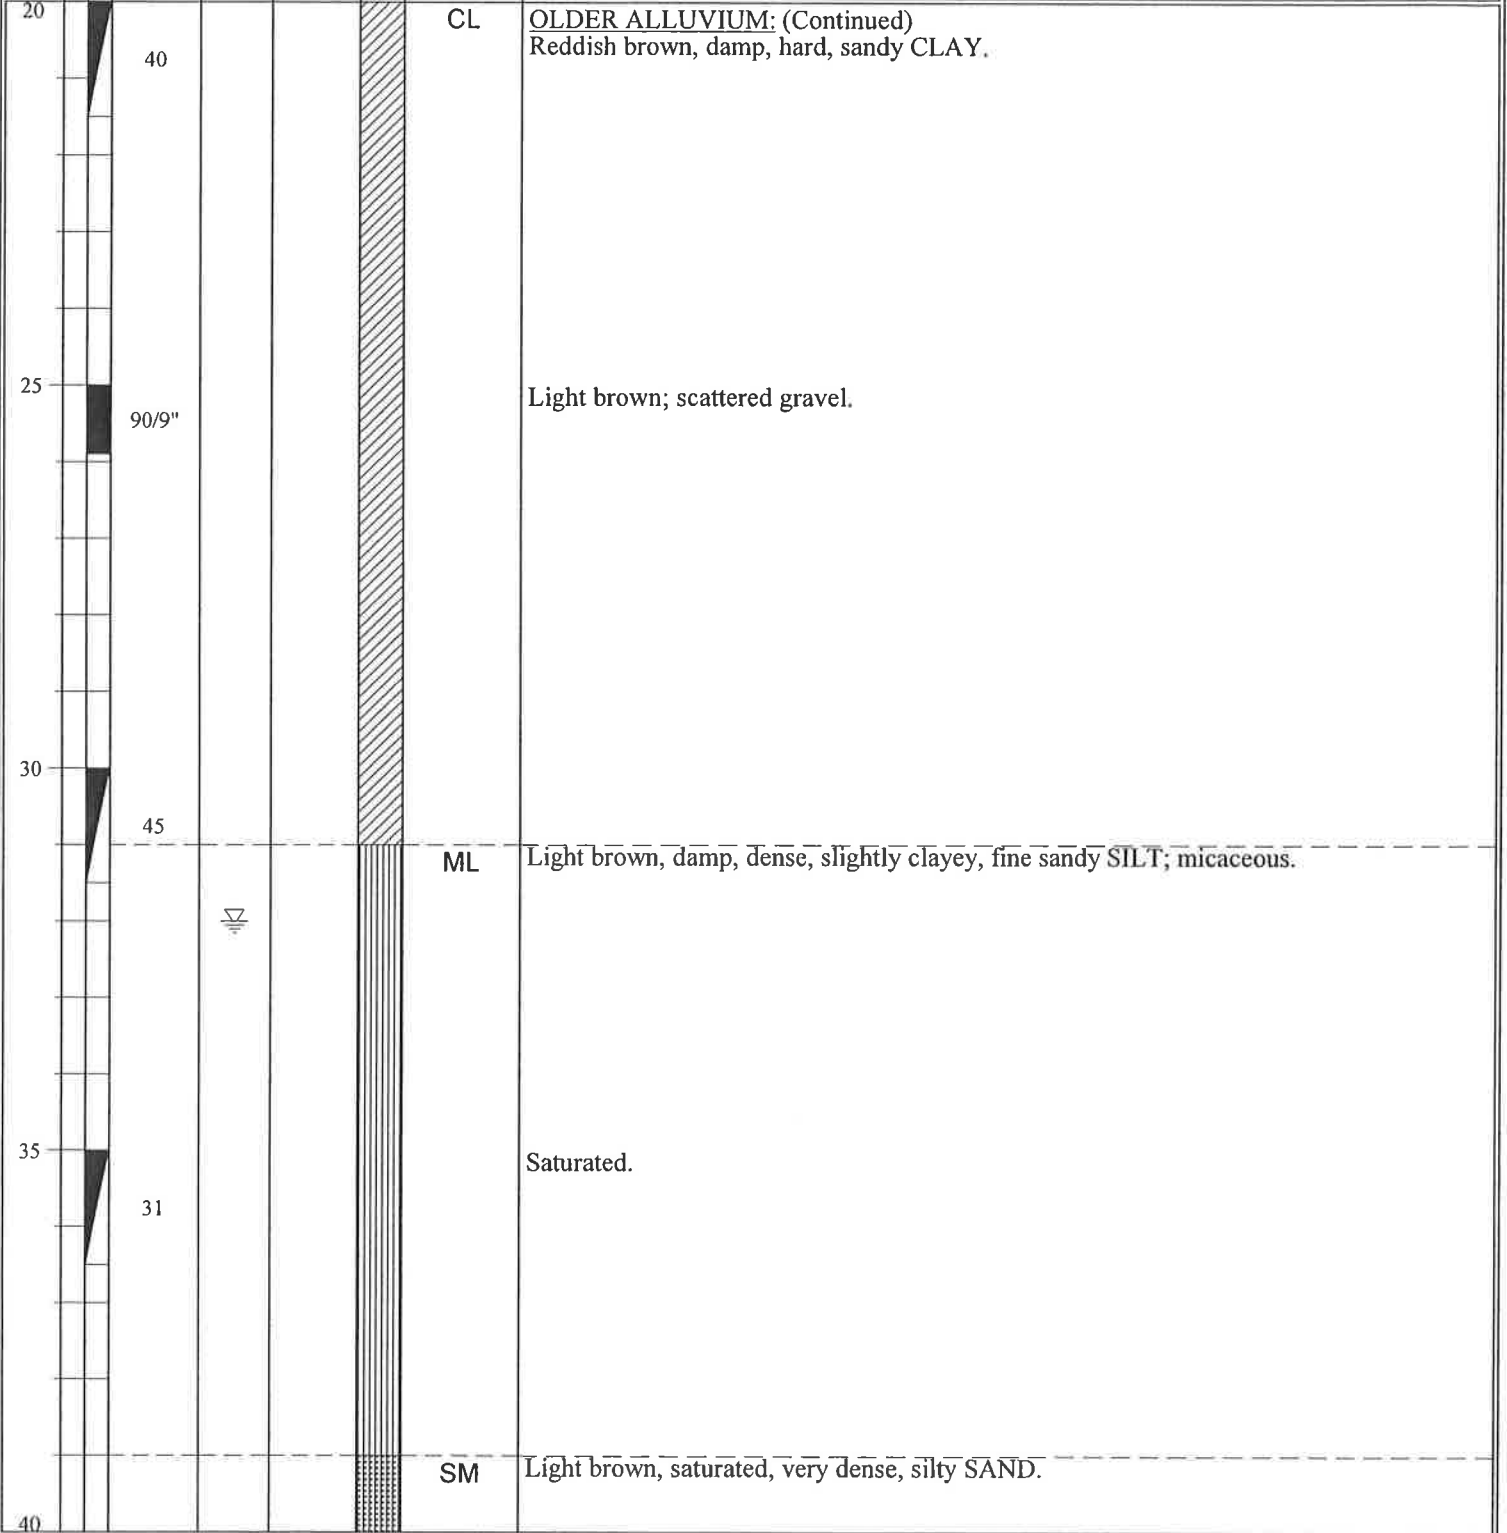 20
CL
OLDER ALLUVIUM: (Continued)
40
Reddish brown, damp, hard, sandy CLAY.
25
Light brown; scattered gravel.
90/9"
30
45
ML
Light brown, damp, dense, slightly clayey, fine sandy SILT; micaceous.
35
Saturated.
31
SM
Light brown, saturated, very dense, silty SAND.
40